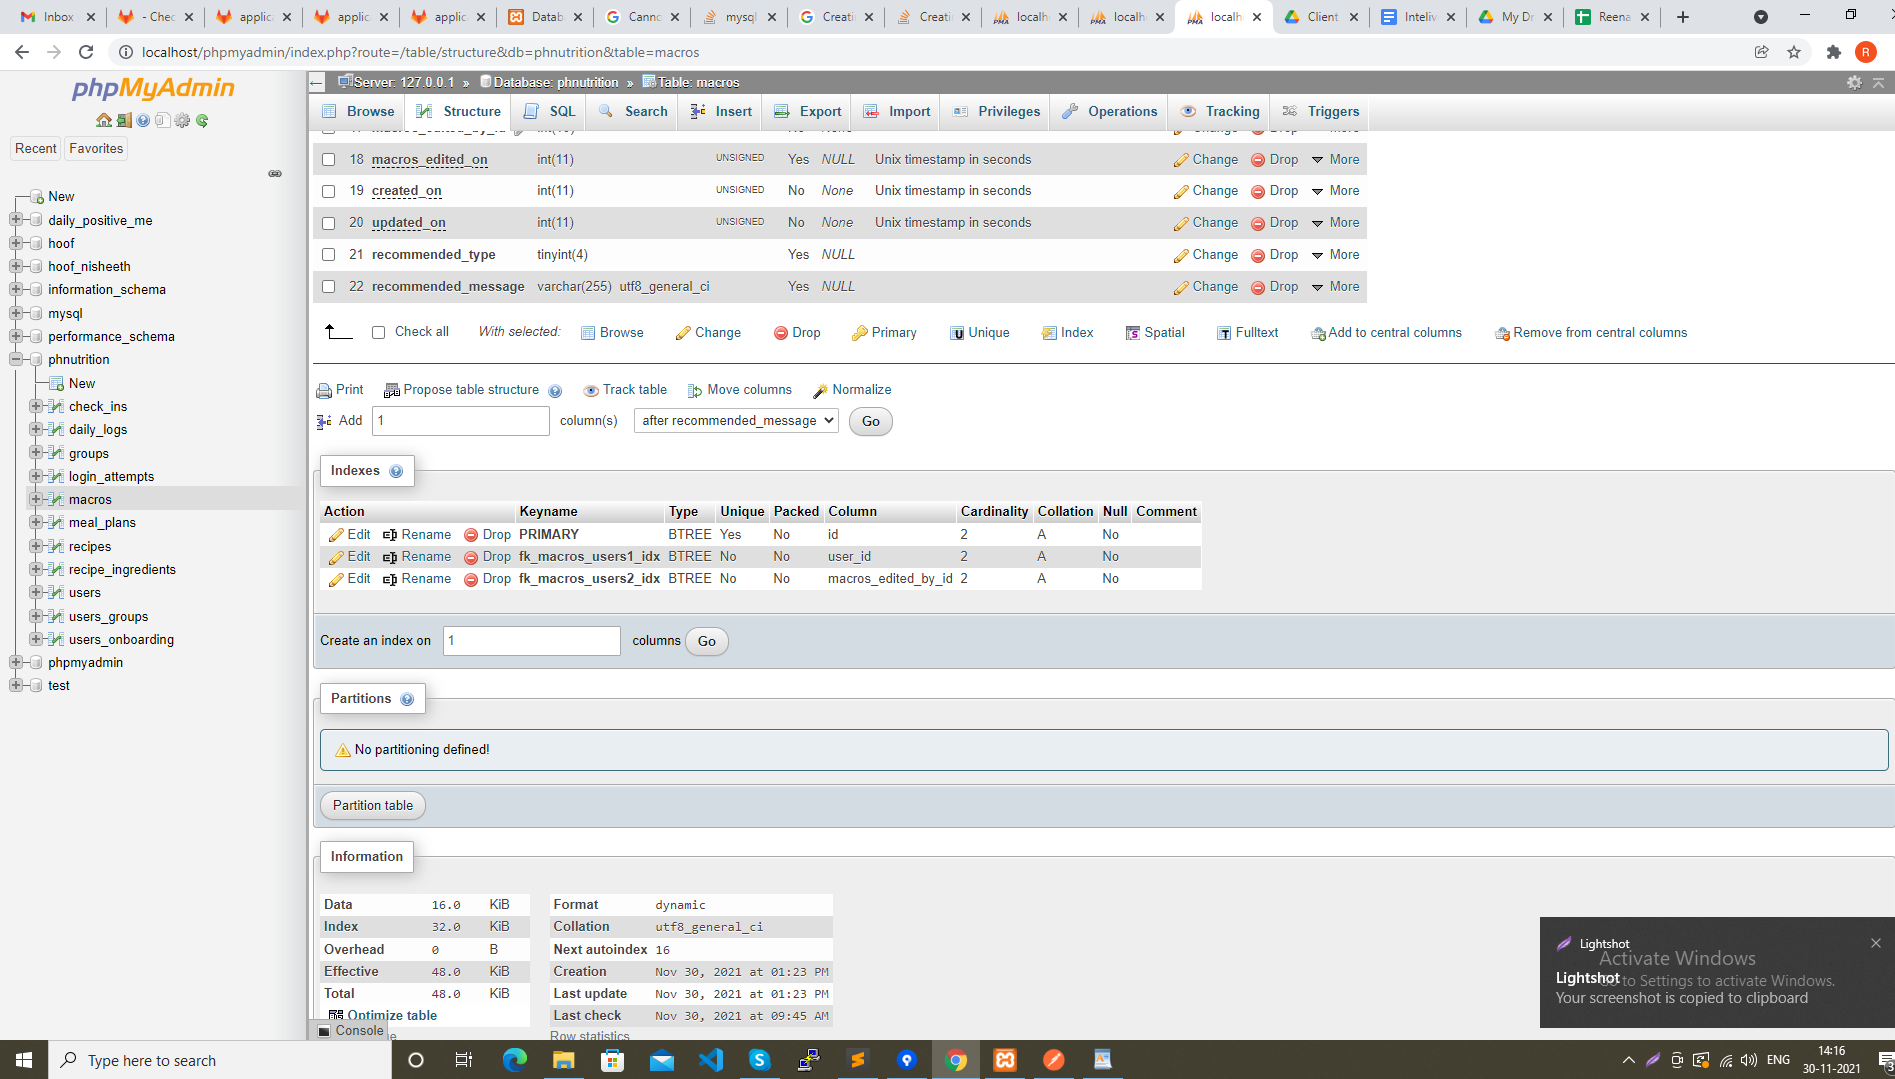 Inbox
- Chec
applic
applic
applic
Datab
Canno
mysql
Creati
Creati
localh
localh
localh
Client
Inteliv
My Dr
Reena
localhost/phpmyadmin/index.php?route=/table/structure&db=phnutrition&table=macros
R
phpMyAdmin
Recent
Favorites
New
daily_positive_me
hoof
hoof_nisheeth
information_schema
mysql
performance_schema
phnutrition
New
check_ins
daily_logs
groups
login_attempts
macros
meal_plans
recipes
recipe_ingredients
users
users_groups
users_onboarding
phpmyadmin
test
Server: 127.0.0.1 » Database: phnutrition » Table: macros
Browse Structure SQL Search Insert Export Import Privileges Operations Tracking Triggers
18 macros_edited_on int(11) UNSIGNED Yes NULL Unix timestamp in seconds Change Drop More
19 created_on int(11) UNSIGNED No None Unix timestamp in seconds Change Drop More
20 updated_on int(11) UNSIGNED No None Unix timestamp in seconds Change Drop More
21 recommended_type tinyint(4) Yes NULL Change Drop More
22 recommended_message varchar(255) utf8_general_ci Yes NULL Change Drop More
Check all With selected: Browse Change Drop Primary Unique Index Spatial Fulltext Add to central columns Remove from central columns
Print Propose table structure Track table Move columns Normalize
Add 1 column(s) after recommended_message Go
Indexes
Action Keyname Type Unique Packed Column Cardinality Collation Null Comment
Edit Rename Drop PRIMARY BTREE Yes No id 2 A No
Edit Rename Drop fk_macros_users1_idx BTREE No No user_id 2 A No
Edit Rename Drop fk_macros_users2_idx BTREE No No macros_edited_by_id 2 A No
Create an index on 1 columns Go
Partitions
No partitioning defined!
Partition table
Information
Data 16.0 KiB
Index 32.0 KiB
Overhead 0 B
Effective 48.0 KiB
Total 48.0 KiB
Optimize table
Format dynamic
Collation utf8_general_ci
Next autoindex 16
Creation Nov 30, 2021 at 01:23 PM
Last update Nov 30, 2021 at 01:23 PM
Last check Nov 30, 2021 at 09:45 AM
Row statistics
Console
Lightshot
Activate Windows
Lightshot
Go to Settings to activate Windows.
Your screenshot is copied to clipboard
Type here to search
ENG
14:16
30-11-2021